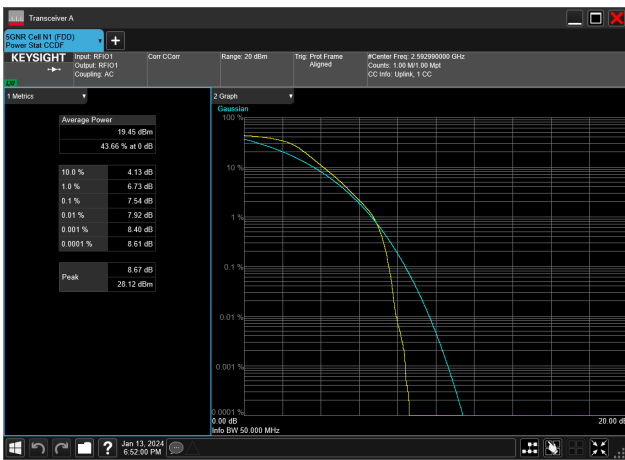 Transceiver A
5GNR Cell N1 (FDD)
Power Stat CCDF
KEYSIGHT
Input: RFIO1
Output: RFIO1
Coupling: AC
Corr CCorr
Range: 20 dBm
Trig: Prot Frame
Aligned
#Center Freq: 2.592990000 GHz
Counts: 1.00 M/1.00 Mpt
CC Info: Uplink, 1 CC
LV
1 Metrics
Average Power
19.45 dBm
43.66 % at 0 dB
10.0 % 4.13 dB
1.0 % 6.73 dB
0.1 % 7.54 dB
0.01 % 7.92 dB
0.001 % 8.40 dB
0.0001 % 8.61 dB
Peak
8.67 dB
28.12 dBm
2 Graph
Gaussian
100 %
10 %
1 %
0.1 %
0.01 %
0.001 %
0.0001 %
0.00 dB
20.00 dB
Info BW 50.000 MHz
Jan 13, 2024
6:52:00 PM